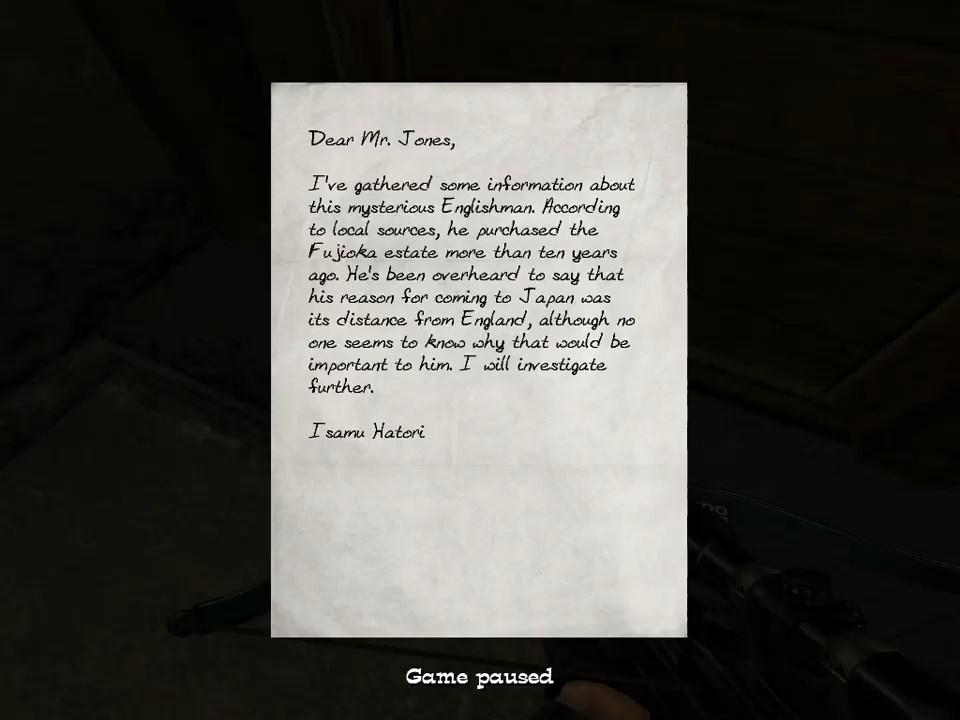 Dear Mr. Jones,
I've gathered some information about
this mysterious Englishman. According
to local sources, he purchased the
Fujioka estate more than ten years
ago. He's been overheard to say that
his reason for coming to Japan was
its distance from England, although no
one seems to know why that would be
important to him. I will investigate
further.
Isamu Hatori
Game paused